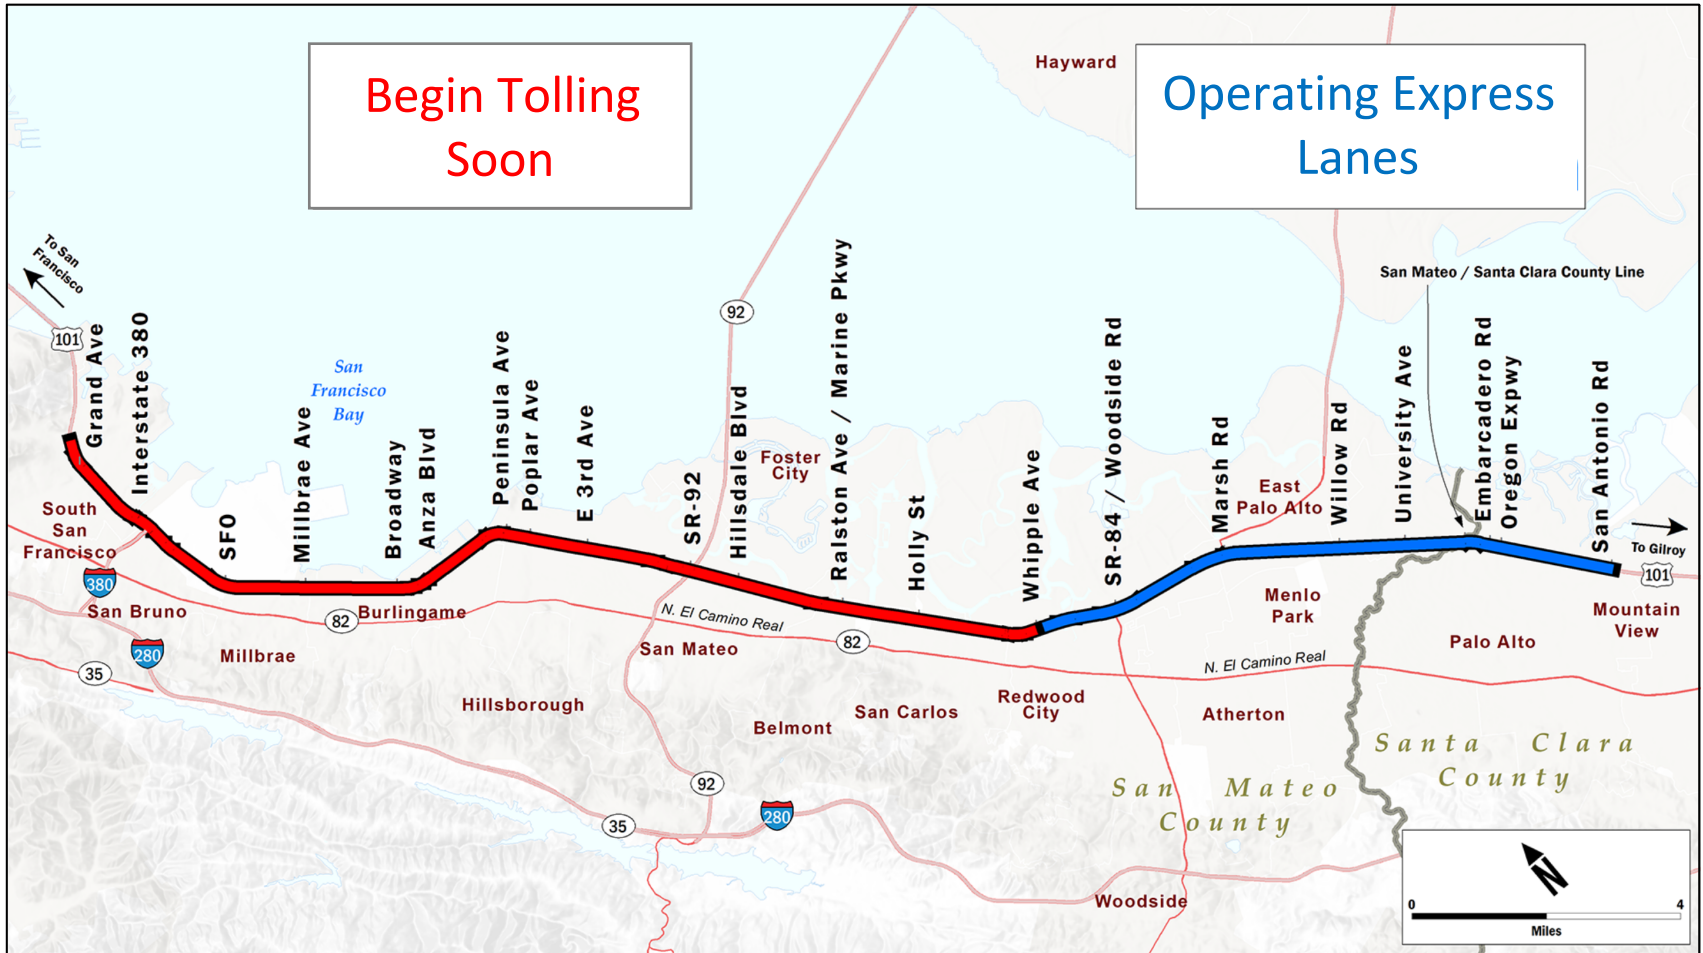 Begin Tolling
Soon
Operating Express
Lanes
Hayward
To San
Francisco
San Mateo / Santa Clara County Line
101
92
San
Francisco
Bay
Grand Ave
Interstate 380
SFO
Millbrae Ave
Broadway
Anza Blvd
Peninsula Ave
Poplar Ave
E 3rd Ave
SR-92
Hillsdale Blvd
Ralston Ave / Marine Pkwy
Holly St
Whipple Ave
SR-84 / Woodside Rd
Marsh Rd
Willow Rd
University Ave
Embarcadero Rd
Oregon Expwy
San Antonio Rd
Foster
City
East
Palo Alto
South
San
Francisco
To Gilroy
101
380
San Bruno
82
Burlingame
N. El Camino Real
82
Menlo
Park
Mountain
View
280
Millbrae
San Mateo
Palo Alto
N. El Camino Real
35
Hillsborough
Belmont
San Carlos
Redwood
City
Atherton
Santa Clara
County
92
San Mateo
County
35
280
Woodside
N
0
4
Miles